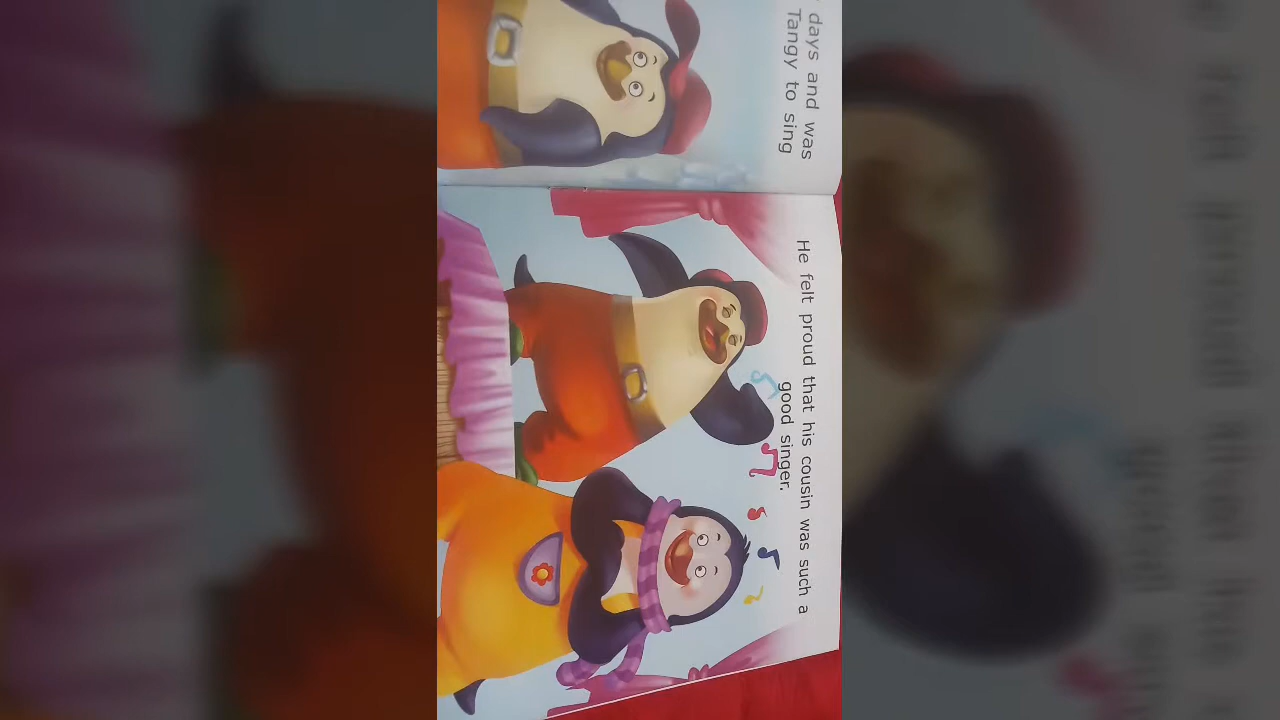 days and was
Tangy to sing
He felt proud that his cousin was such a
good singer.